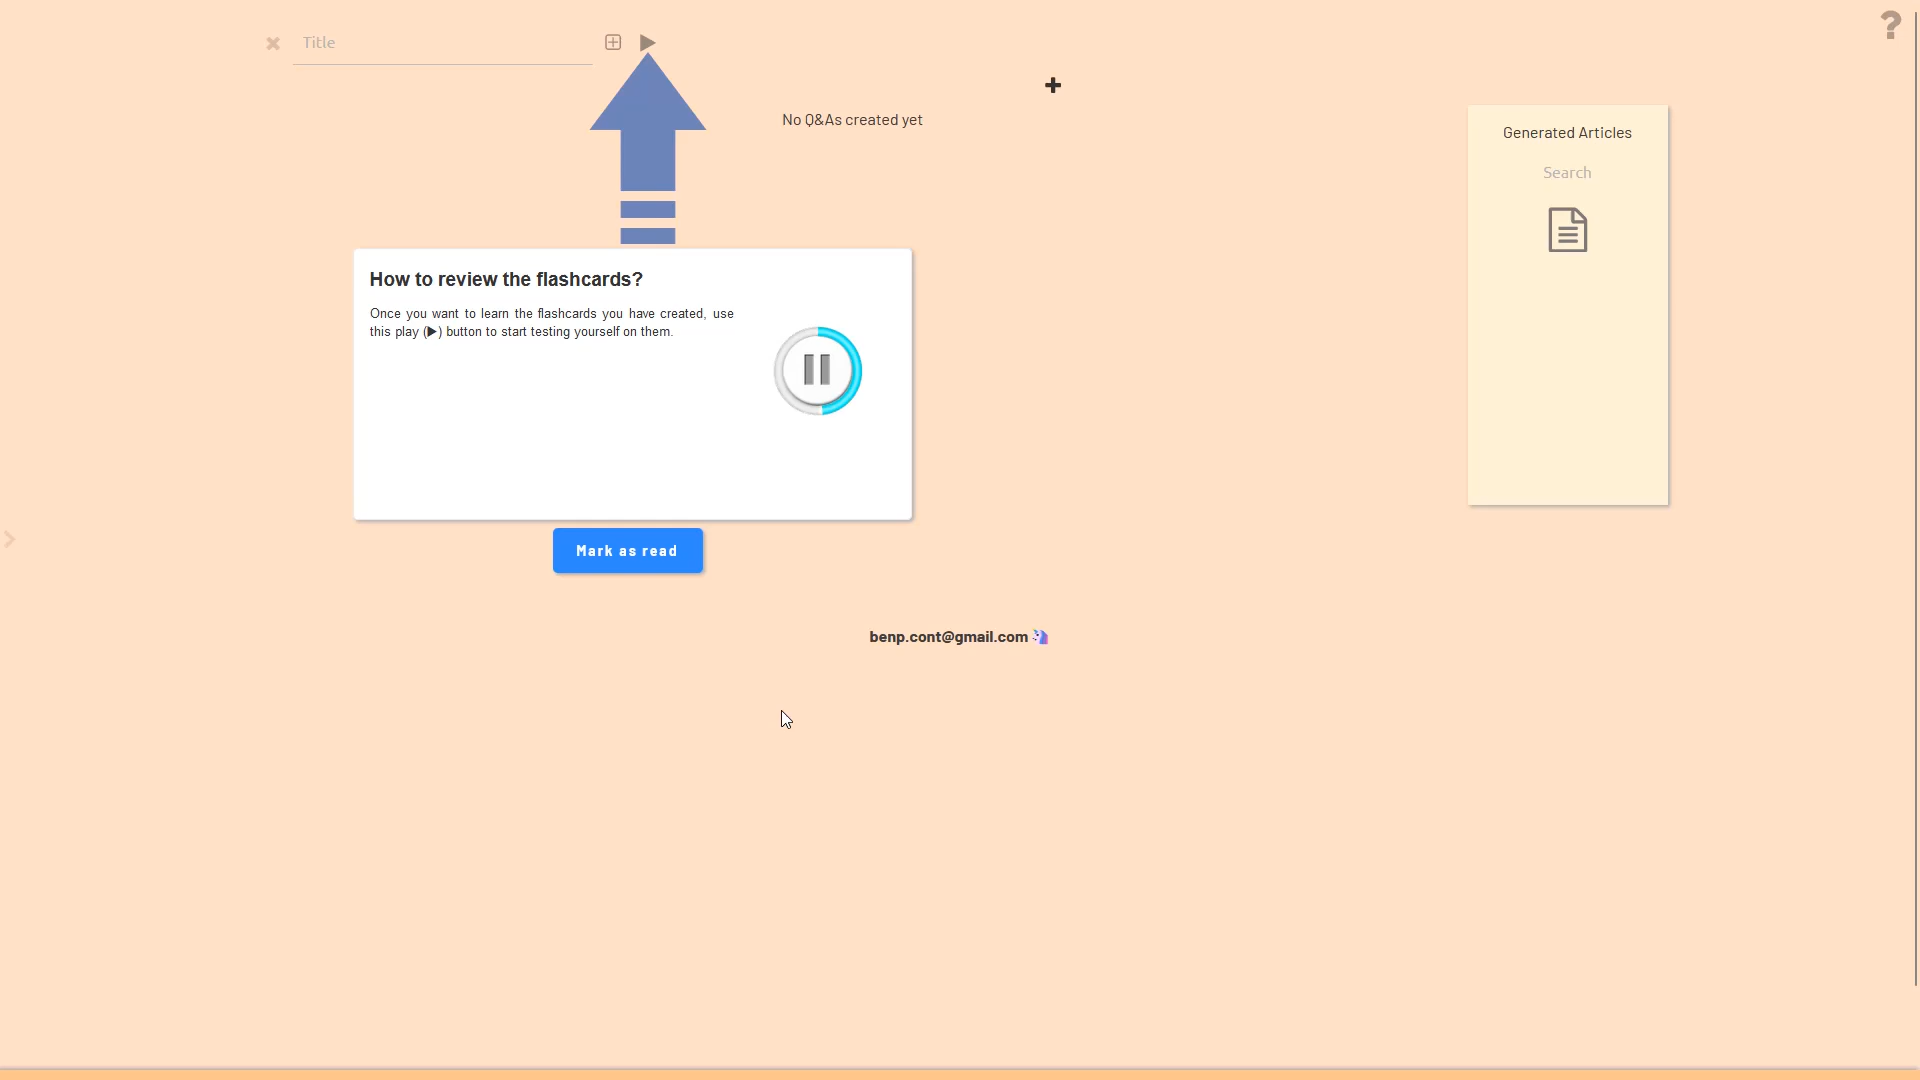 Title
No Q&As created yet
Generated Articles
Search
How to review the flashcards?
Once you want to learn the flashcards you have created, use
this play (▶) button to start testing yourself on them.
Mark as read
benp.cont@gmail.com